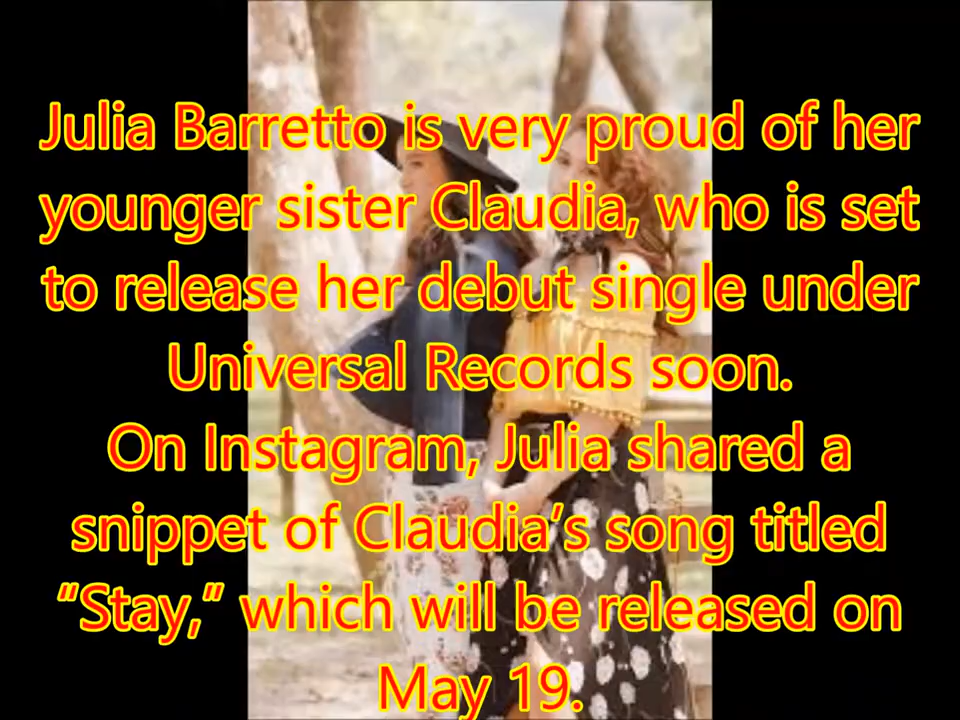 Julia Barretto is very proud of her
younger sister Claudia, who is set
to release her debut single under
Universal Records soon.
On Instagram, Julia shared a
snippet of Claudia’s song titled
“Stay,” which will be released on
May 19.